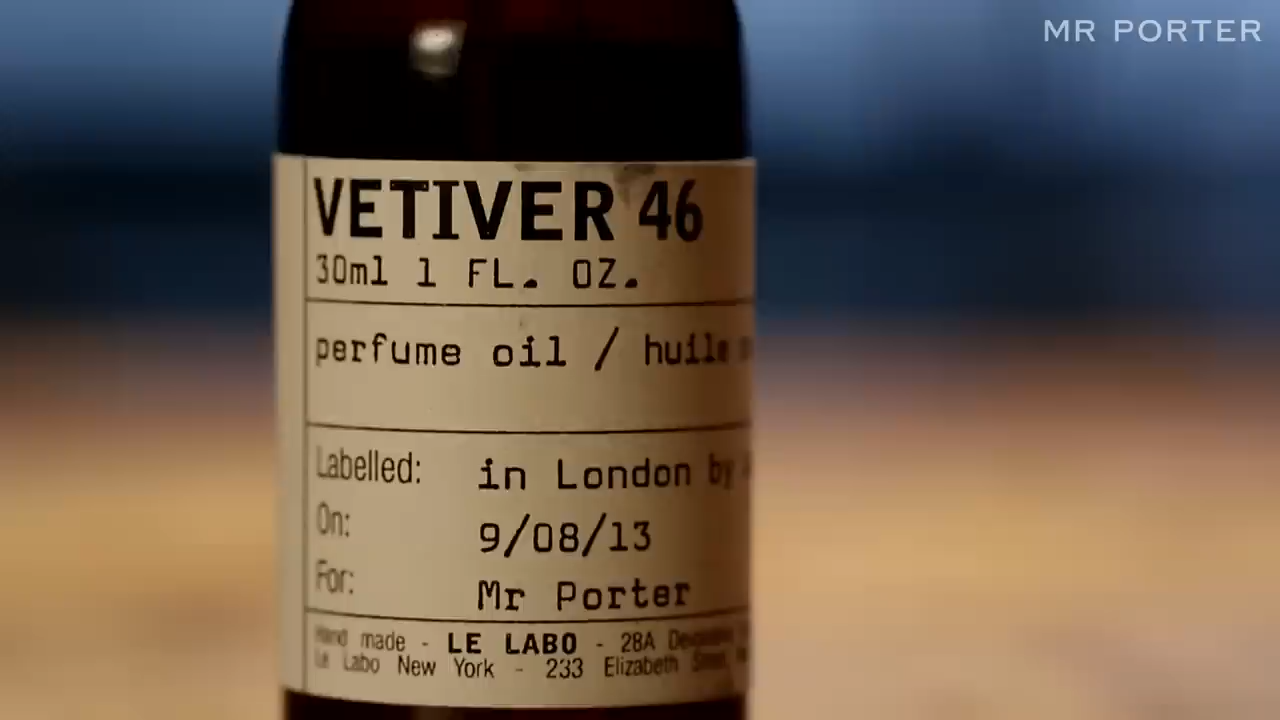 MR PORTER
VETIVER 46
30ml 1 FL. OZ.
perfume oil / huile
Labelled: in London by
On: 9/08/13
For: Mr Porter
Hand made - LE LABO - 28A
Le Labo New York - 233 Elizabeth